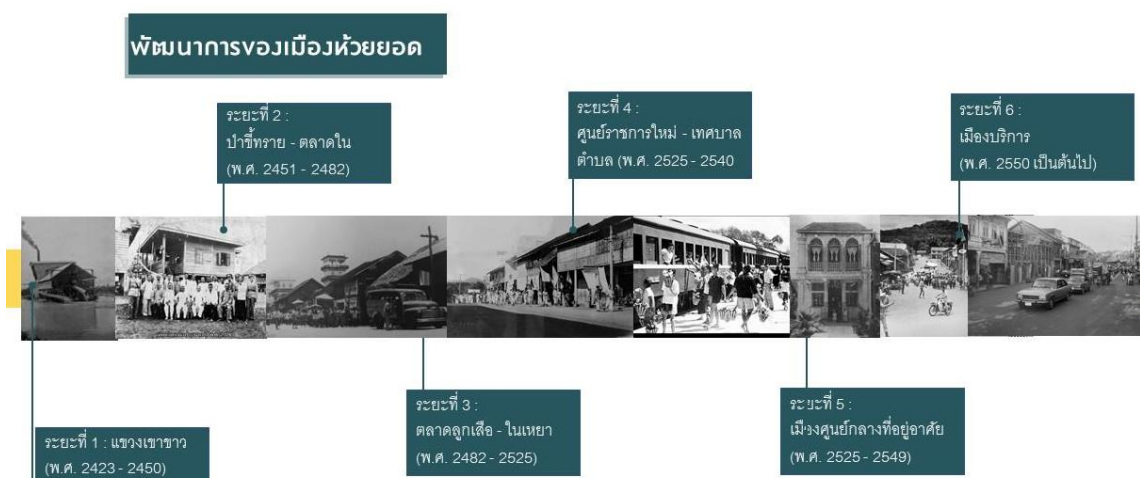 พัฒนาการของเมืองห้วยยอด
ระยะที่ 2 :
ป่าขี้ทราย - ตลาดใน
(พ.ศ. 2451 - 2482)
ระยะที่ 4 :
ศูนย์ราชการใหม่ - เทศบาล
ตำบล (พ.ศ. 2525 - 2540
ระยะที่ 6 :
เมืองบริการ
(พ.ศ. 2550 เป็นต้นไป)
ระยะที่ 1 : แขวงเขาขาว
(พ.ศ. 2423 - 2450)
ระยะที่ 3 :
ตลาดลูกเสือ - ในเหยา
(พ.ศ. 2482 - 2525)
ระยะที่ 5 :
เมืองศูนย์กลางที่อยู่อาศัย
(พ.ศ. 2525 - 2549)